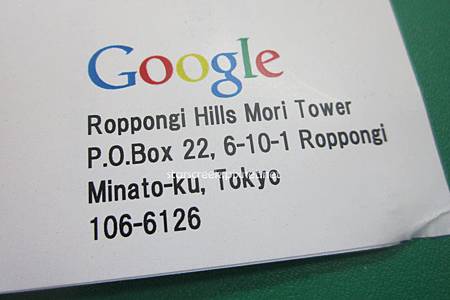 Google
Roppongi Hills Mori Tower
P.O.Box 22, 6-10-1 Roppongi
Minato-ku, Tokyo
106-6126